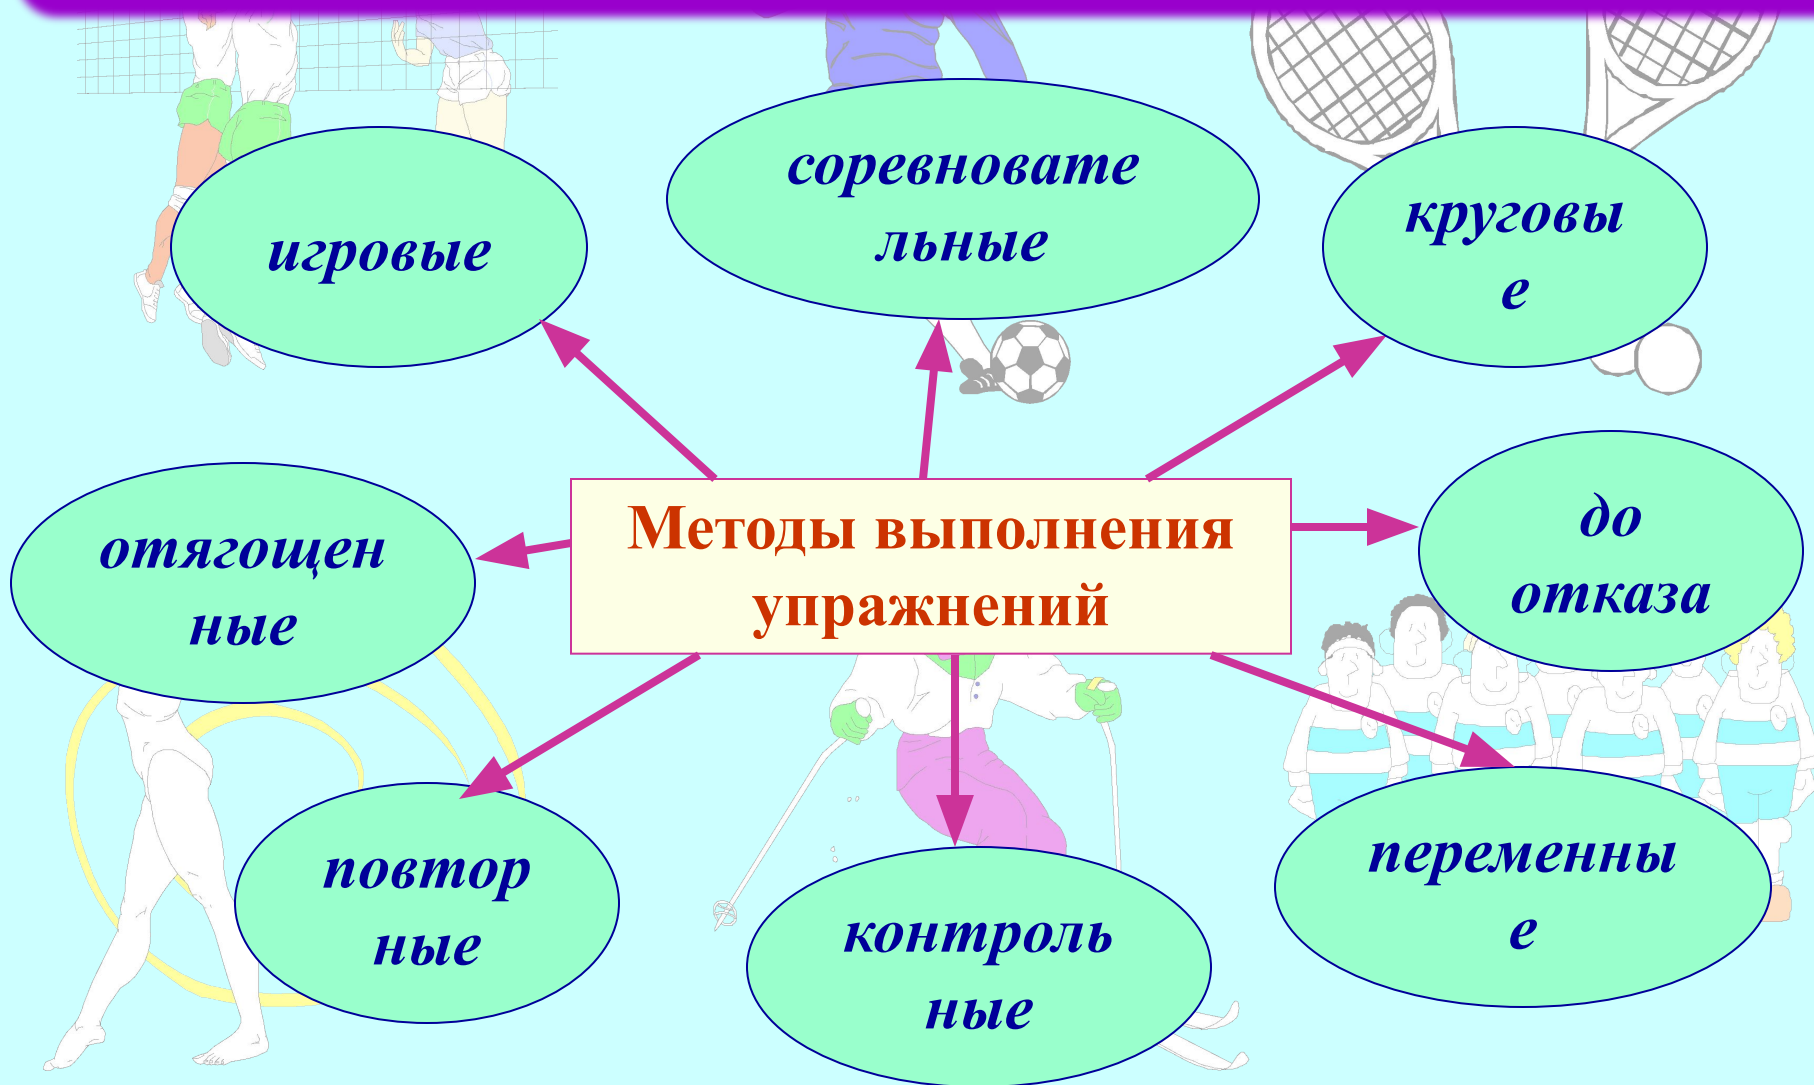 игровые
соревновате
льные
круговы
е
отягощен
ные
Методы выполнения
упражнений
до
отказа
повтор
ные
контроль
ные
переменны
е